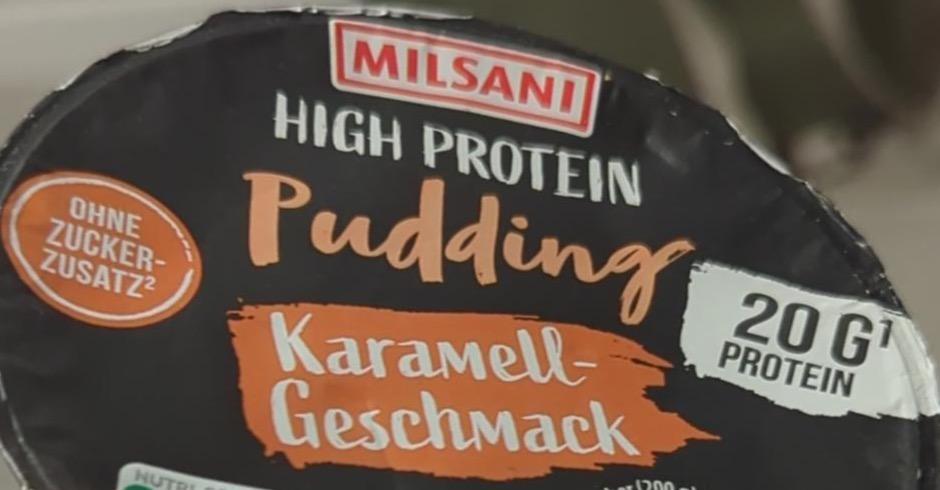 MILSANI
HIGH PROTEIN
Pudding
OHNE
ZUCKER-
ZUSATZ²
Karamell-
Geschmack
20 G¹
PROTEIN